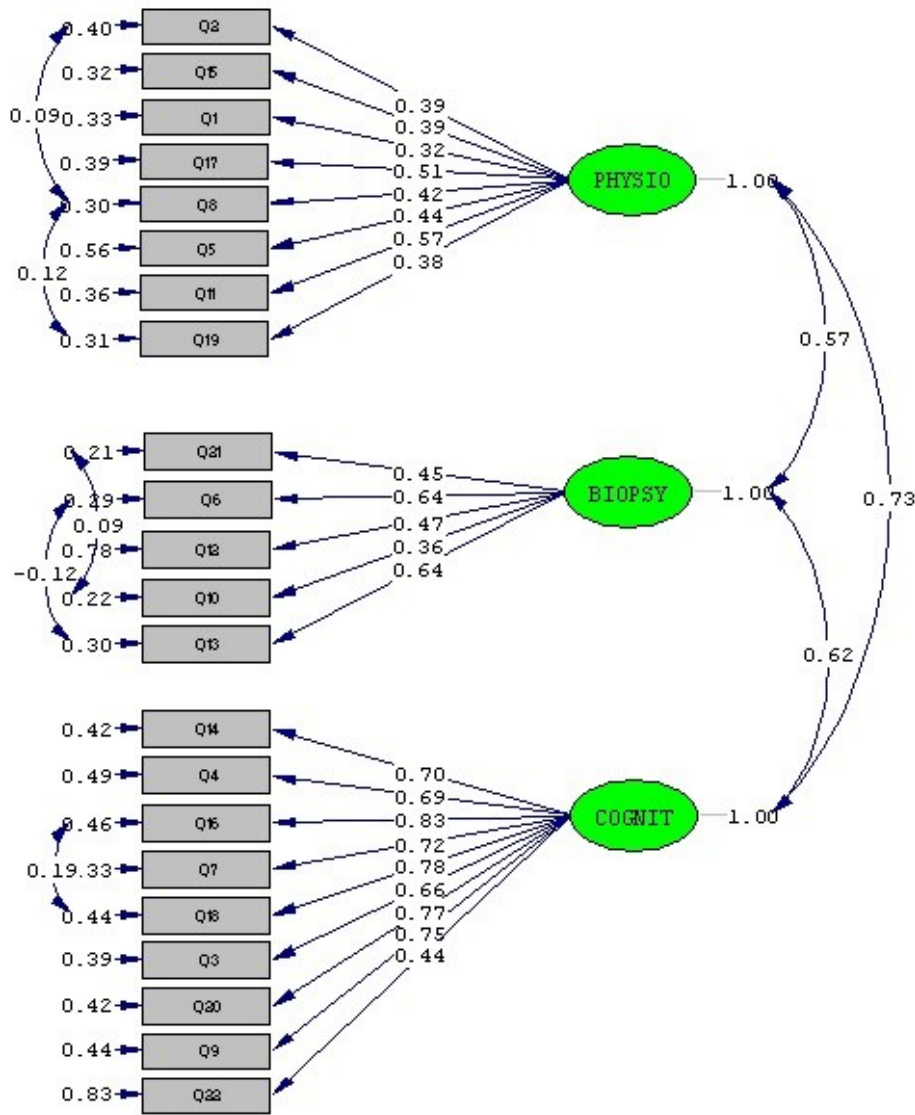 0.40 Q2
0.32 Q15
0.39
0.39
0.09 0.33 Q1
0.32
0.39 Q17
0.51
PHYSIO 1.00
0.30 Q8
0.42
0.44
0.56 Q5
0.57
0.38
0.12
0.36 Q11
0.31 Q19
0.57
0.21 Q21
0.45
0.29 Q6
0.64
BIOPSY 1.00
0.73
0.09
0.47
0.78 Q12
0.36
-0.12
0.64
0.22 Q10
0.30 Q13
0.62
0.42 Q14
0.70
0.49 Q4
0.69
0.46 Q16
0.83
COGNIT 1.00
0.72
0.19 .33 Q7
0.78
0.66
0.44 Q18
0.77
0.75
0.39 Q3
0.44
0.42 Q20
0.44 Q9
0.83 Q22